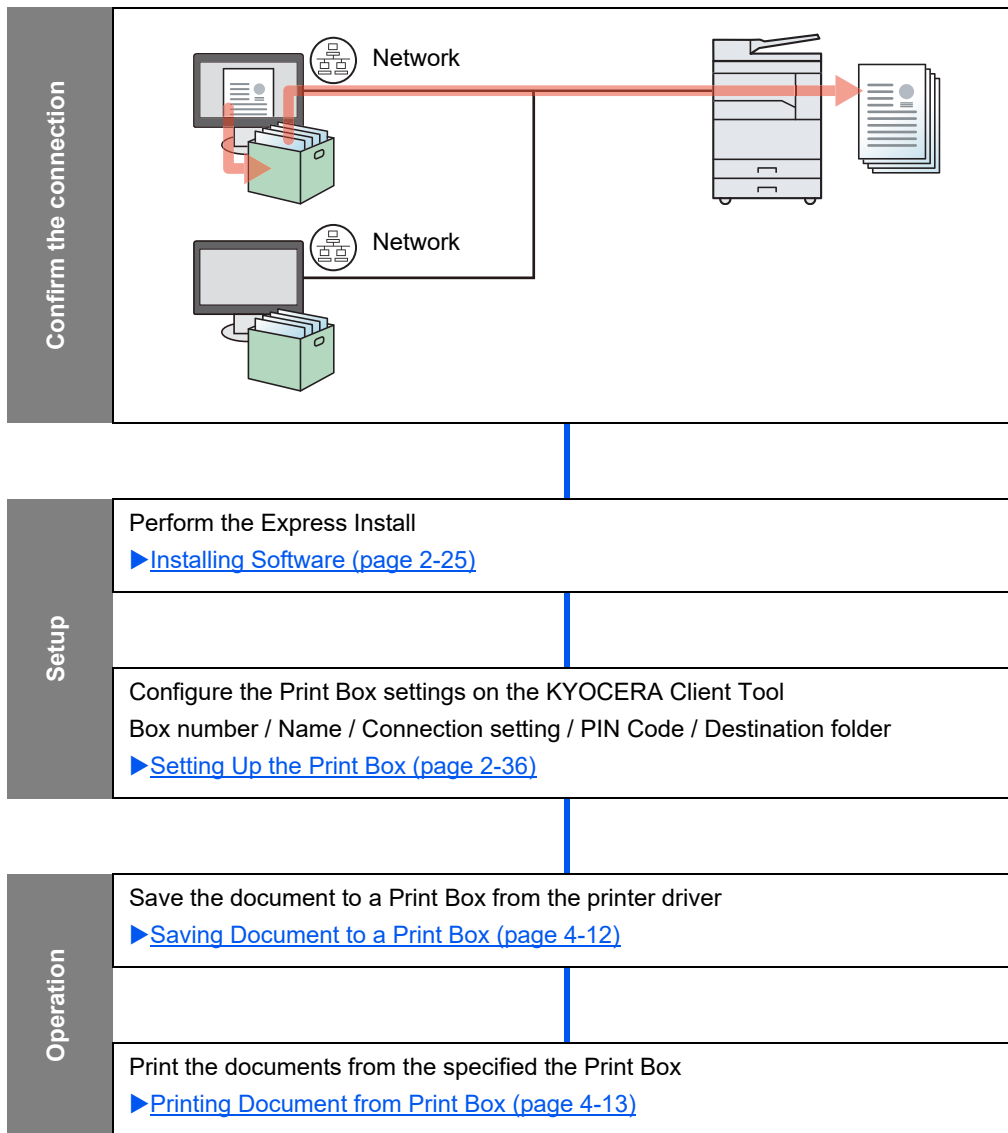 Confirm the connection
Network
Network
Setup
Perform the Express Install
▶Installing Software (page 2-25)
Configure the Print Box settings on the KYOCERA Client Tool
Box number / Name / Connection setting / PIN Code / Destination folder
▶Setting Up the Print Box (page 2-36)
Operation
Save the document to a Print Box from the printer driver
▶Saving Document to a Print Box (page 4-12)
Print the documents from the specified the Print Box
▶Printing Document from Print Box (page 4-13)